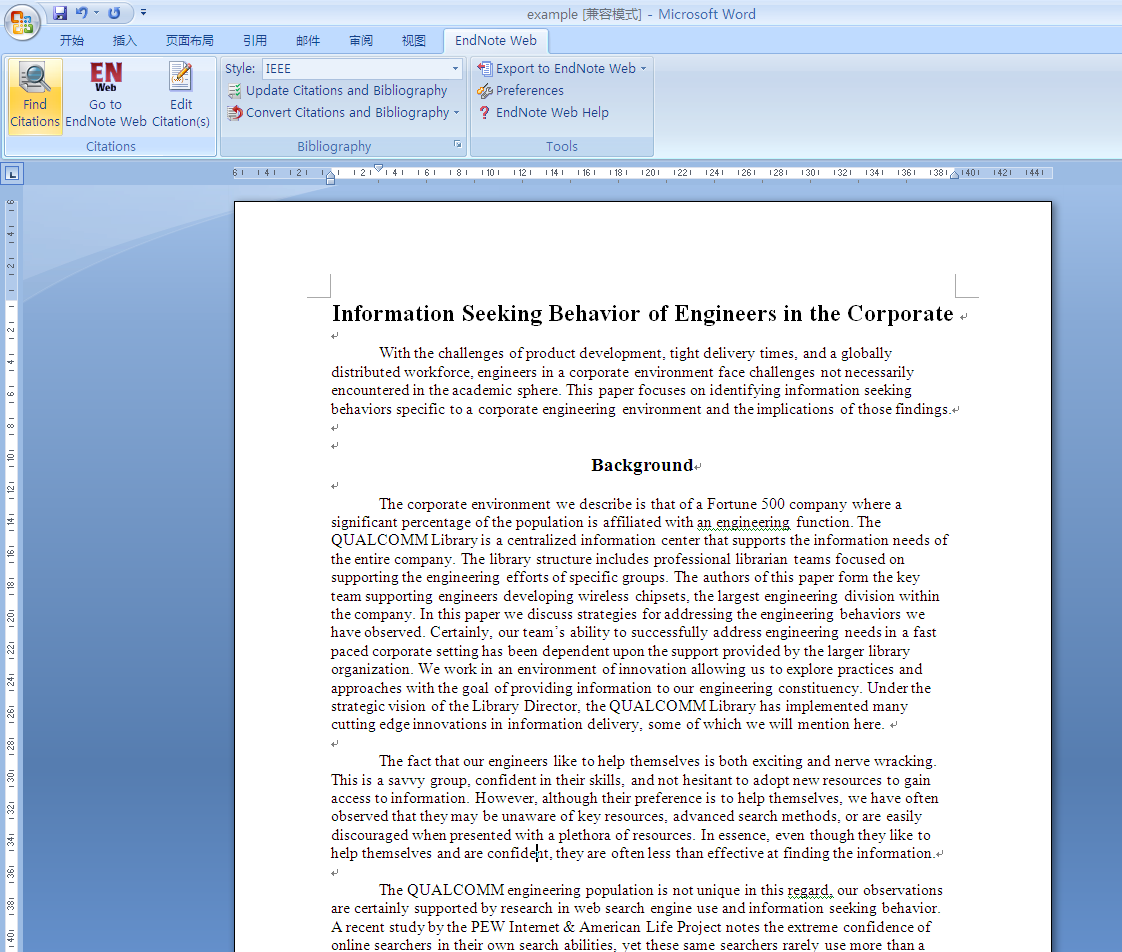 example [兼容模式] - Microsoft Word
开始 插入 页面布局 引用 邮件 审阅 视图 EndNote Web
Find Citations
EN Web
Go to EndNote Web
Edit Citation(s)
Citations
Style: IEEE
Update Citations and Bibliography
Convert Citations and Bibliography
Bibliography
Export to EndNote Web
Preferences
? EndNote Web Help
Tools
Information Seeking Behavior of Engineers in the Corporate
With the challenges of product development, tight delivery times, and a globally
distributed workforce, engineers in a corporate environment face challenges not necessarily
encountered in the academic sphere. This paper focuses on identifying information seeking
behaviors specific to a corporate engineering environment and the implications of those findings.
Background
The corporate environment we describe is that of a Fortune 500 company where a
significant percentage of the population is affiliated with an engineering function. The
QUALCOMM Library is a centralized information center that supports the information needs of
the entire company. The library structure includes professional librarian teams focused on
supporting the engineering efforts of specific groups. The authors of this paper form the key
team supporting engineers developing wireless chipsets, the largest engineering division within
the company. In this paper we discuss strategies for addressing the engineering behaviors we
have observed. Certainly, our team's ability to successfully address engineering needs in a fast
paced corporate setting has been dependent upon the support provided by the larger library
organization. We work in an environment of innovation allowing us to explore practices and
approaches with the goal of providing information to our engineering constituency. Under the
strategic vision of the Library Director, the QUALCOMM Library has implemented many
cutting edge innovations in information delivery, some of which we will mention here.
The fact that our engineers like to help themselves is both exciting and nerve wracking.
This is a savvy group, confident in their skills, and not hesitant to adopt new resources to gain
access to information. However, although their preference is to help themselves, we have often
observed that they may be unaware of key resources, advanced search methods, or are easily
discouraged when presented with a plethora of resources. In essence, even though they like to
help themselves and are confident, they are often less than effective at finding the information.
The QUALCOMM engineering population is not unique in this regard, our observations
are certainly supported by research in web search engine use and information seeking behavior.
A recent study by the PEW Internet & American Life Project notes the extreme confidence of
online searchers in their own search abilities, yet these same searchers rarely use more than a